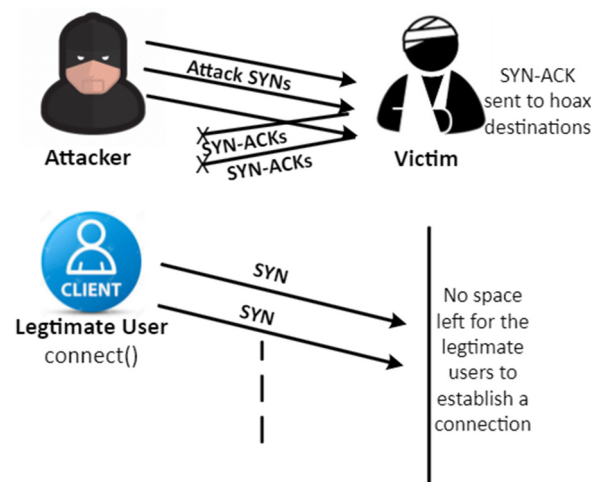 Attack SYNs
SYN-ACK
sent to hoax
destinations
SYN-ACKs
SYN-ACKs
Attacker
Victim
CLIENT
Legtimate User
connect()
SYN
SYN
No space
left for the
legitimate
users to
establish a
connection